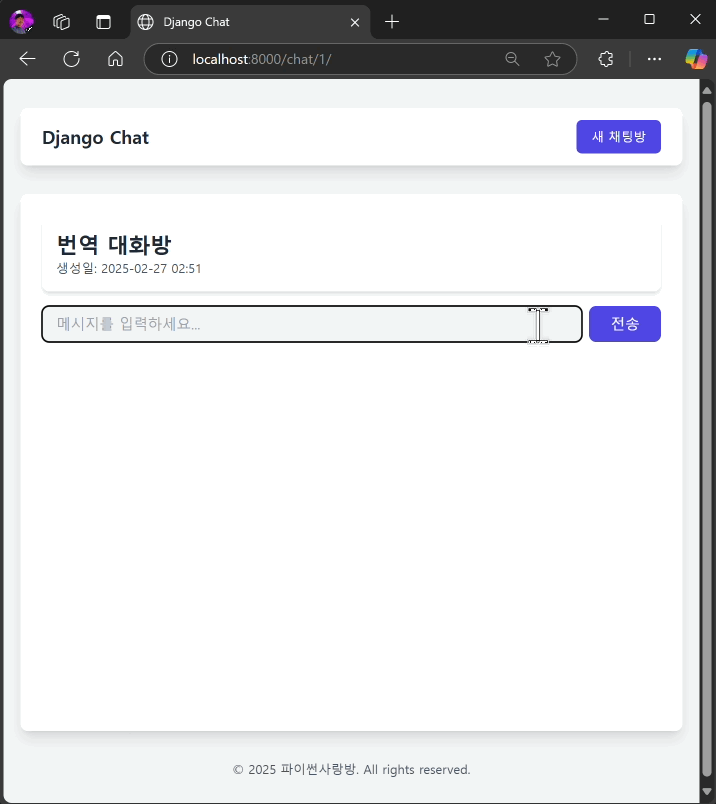 Django Chat
localhost:8000/chat/1/
Django Chat
새 채팅방
번역 대화방
생성일: 2025-02-27 02:51
메시지를 입력하세요...
전송
© 2025 파이썬사랑방. All rights reserved.